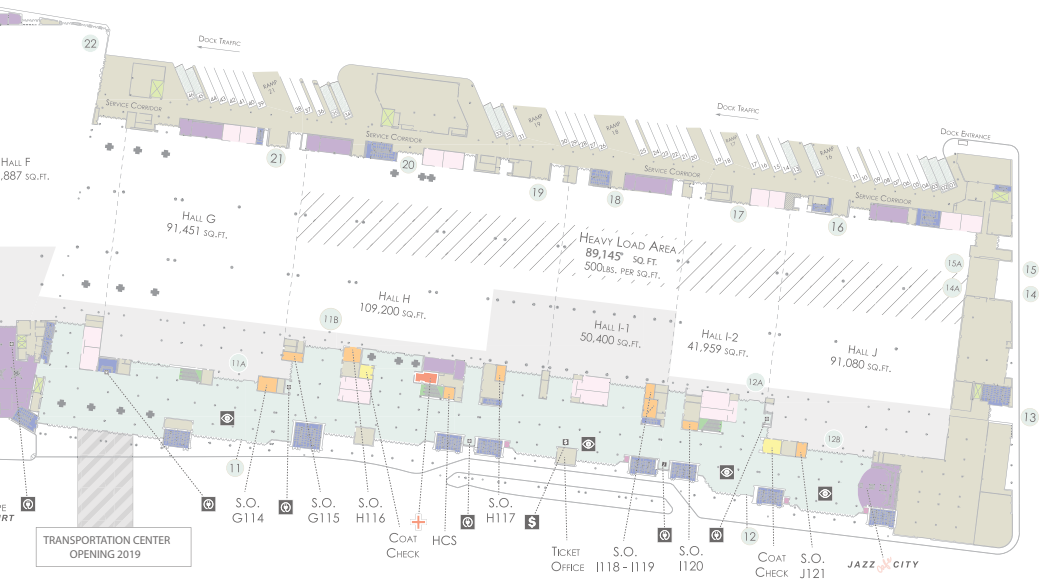 22
Dock Traffic
Service Corridor
RAMP
21
Dock Traffic
Dock Entrance
Service Corridor
RAMP
19
RAMP
18
RAMP
17
RAMP
16
Service Corridor
Service Corridor
21
20
19
18
17
16
Hall F
,887 SQ.FT.
Hall G
91,451 SQ.FT.
Heavy Load Area
89,145' SQ. FT.
500LBS. PER SQ.FT.
15A
15
14A
14
Hall H
109,200 SQ.FT.
11B
Hall I-1
50,400 SQ.FT.
Hall I-2
41,959 SQ.FT.
Hall J
91,080 SQ.FT.
11A
12A
13
12B
11
S.O.
G114
S.O.
G115
S.O.
H116
Coat
Check
HCS
S.O.
H117
$
Ticket
Office
S.O.
I118 - I119
S.O.
I120
12
Coat
Check
S.O.
J121
JAZZ CITY
TRANSPORTATION CENTER
OPENING 2019